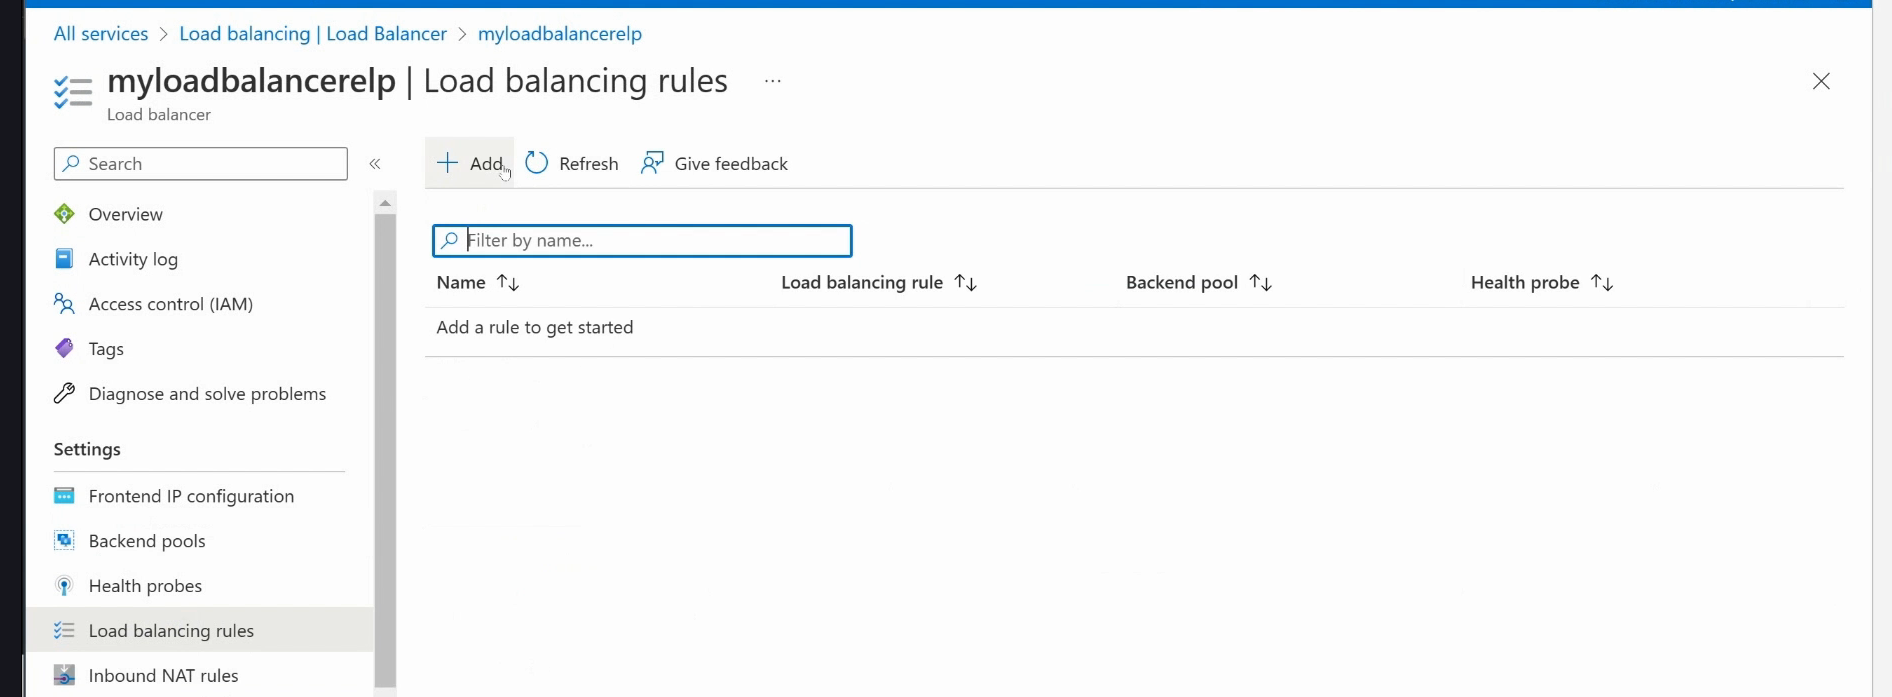 All services > Load balancing | Load Balancer > myloadbalancerelp
myloadbalancerelp | Load balancing rules ...
Load balancer
Search «
Add Refresh Give feedback
Overview
Activity log
Access control (IAM)
Tags
Diagnose and solve problems
Settings
Frontend IP configuration
Backend pools
Health probes
Load balancing rules
Inbound NAT rules
Filter by name...
Name ↑↓ Load balancing rule ↑↓ Backend pool ↑↓ Health probe ↑↓
Add a rule to get started